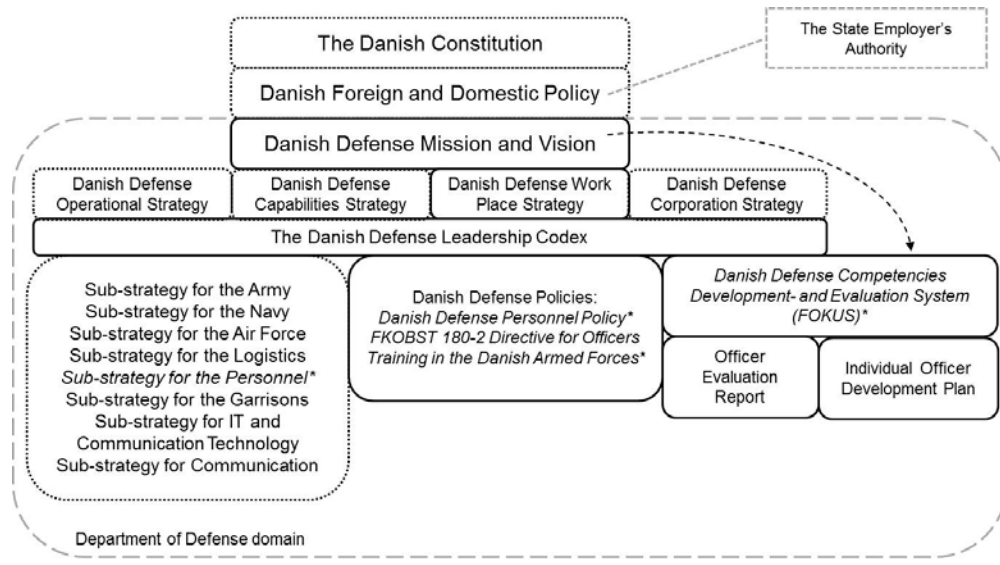 The Danish Constitution
The State Employer's
Authority
Danish Foreign and Domestic Policy
Danish Defense Mission and Vision
Danish Defense
Operational Strategy
Danish Defense
Capabilities Strategy
Danish Defense Work
Place Strategy
Danish Defense
Corporation Strategy
The Danish Defense Leadership Codex
Sub-strategy for the Army
Sub-strategy for the Navy
Sub-strategy for the Air Force
Sub-strategy for the Logistics
Sub-strategy for the Personnel*
Sub-strategy for the Garrisons
Sub-strategy for IT and
Communication Technology
Sub-strategy for Communication
Danish Defense Policies:
Danish Defense Personnel Policy*
FKOBST 180-2 Directive for Officers
Training in the Danish Armed Forces*
Danish Defense Competencies
Development- and Evaluation System
(FOKUS)*
Officer
Evaluation
Report
Individual Officer
Development Plan
Department of Defense domain